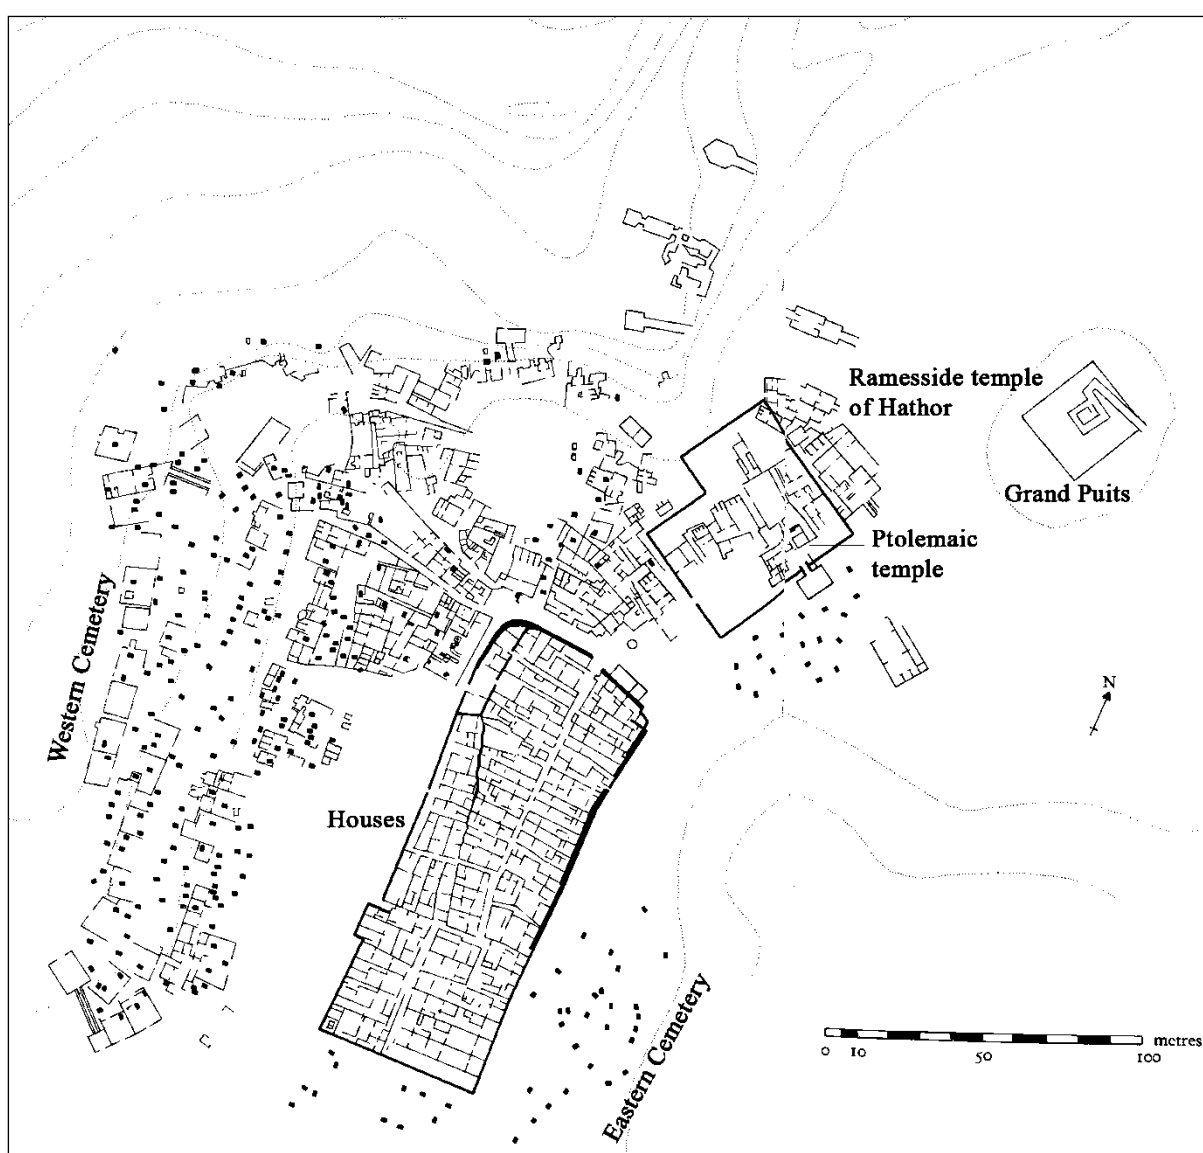 Ramesside temple
of Hathor
Grand Puits
Ptolemaic
temple
Western Cemetery
N
Houses
Eastern Cemetery
metres
0 10 50 100